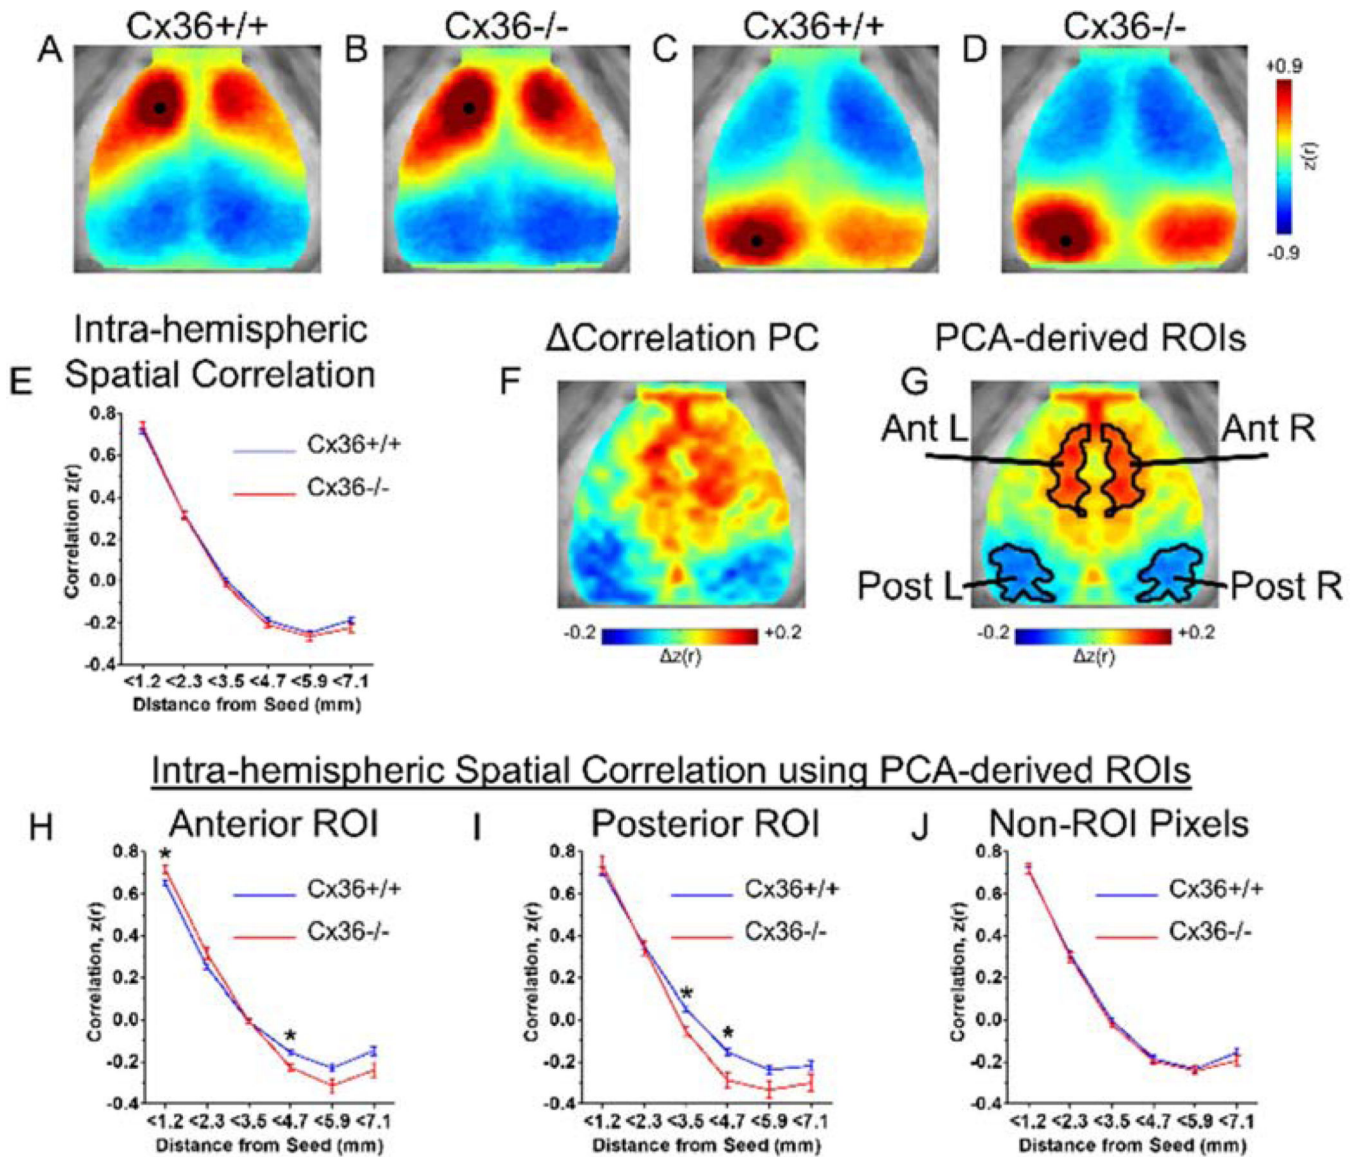 Cx36+/+ Cx36-/- Cx36+/+ Cx36-/-
A B C D
+0.9
z(r)
-0.9
Intra-hemispheric
Spatial Correlation
E
0.8
0.6
0.4
0.2
0.0
-0.2
-0.4
Correlation z(r)
Cx36+/+
Cx36-/-
<1.2 <2.3 <3.5 <4.7 <5.9 <7.1
Distance from Seed (mm)
ΔCorrelation PC
F
-0.2 +0.2
Δz(r)
PCA-derived ROIs
G
Ant L Ant R
Post L Post R
-0.2 +0.2
Δz(r)
Intra-hemispheric Spatial Correlation using PCA-derived ROIs
H Anterior ROI
0.8
0.6
0.4
0.2
0.0
-0.2
-0.4
Correlation, z(r)
*
*
Cx36+/+
Cx36-/-
<1.2 <2.3 <3.5 <4.7 <5.9 <7.1
Distance from Seed (mm)
I Posterior ROI
0.8
0.6
0.4
0.2
0.0
-0.2
-0.4
Correlation, z(r)
*
*
Cx36+/+
Cx36-/-
<1.2 <2.3 <3.5 <4.7 <5.9 <7.1
Distance from Seed (mm)
J Non-ROI Pixels
0.8
0.6
0.4
0.2
0.0
-0.2
-0.4
Correlation, z(r)
Cx36+/+
Cx36-/-
<1.2 <2.3 <3.5 <4.7 <5.9 <7.1
Distance from Seed (mm)